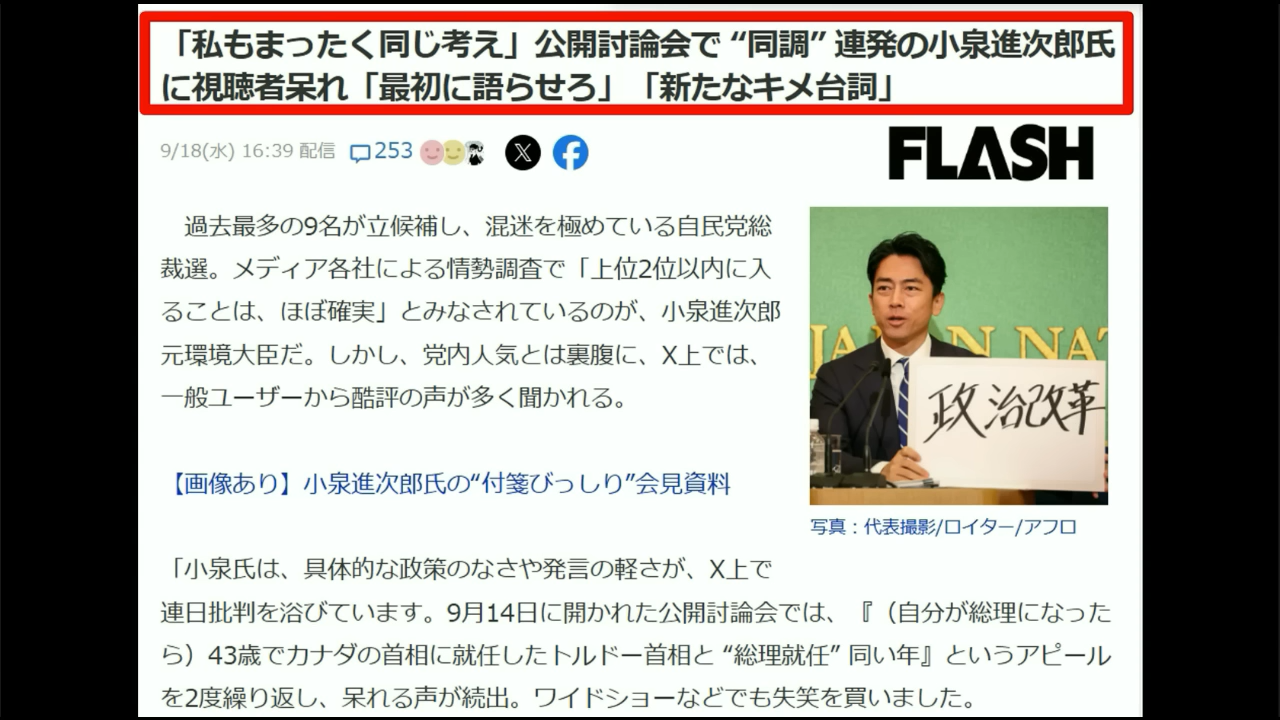 「私もまったく同じ考え」公開討論会で “同調” 連発の小泉進次郎氏
に視聴者呆れ「最初に語らせろ」「新たなキメ台詞」
9/18(水) 16:39 配信 253
FLASH
過去最多の9名が立候補し、混迷を極めている自民党総
裁選。メディア各社による情勢調査で「上位2位以内に入
ることは、ほぼ確実」とみなされているのが、小泉進次郎
元環境大臣だ。しかし、党内人気とは裏腹に、X上では、
一般ユーザーから酷評の声が多く聞かれる。
JAPAN NAT
政治改革
写真：代表撮影/ロイター/アフロ
【画像あり】小泉進次郎氏の“付箋びっしり”会見資料
「小泉氏は、具体的な政策のなさや発言の軽さが、X上で
連日批判を浴びています。9月14日に開かれた公開討論会では、『（自分が総理になった
ら）43歳でカナダの首相に就任したトルドー首相と “総理就任” 同い年』というアピール
を2度繰り返し、呆れる声が続出。ワイドショーなどでも失笑を買いました。